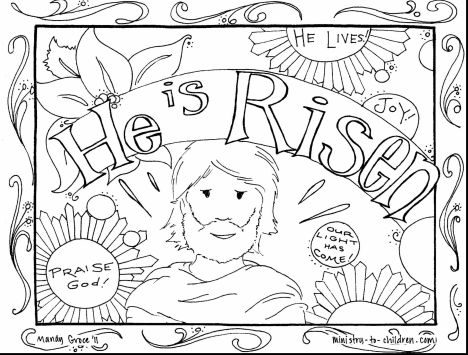 HE LIVES!
JOY!
He is Risen
OUR
LIGHT
HAS
COME!
PRAISE
God!
Mandy Groce '11
ministry-to-children.com